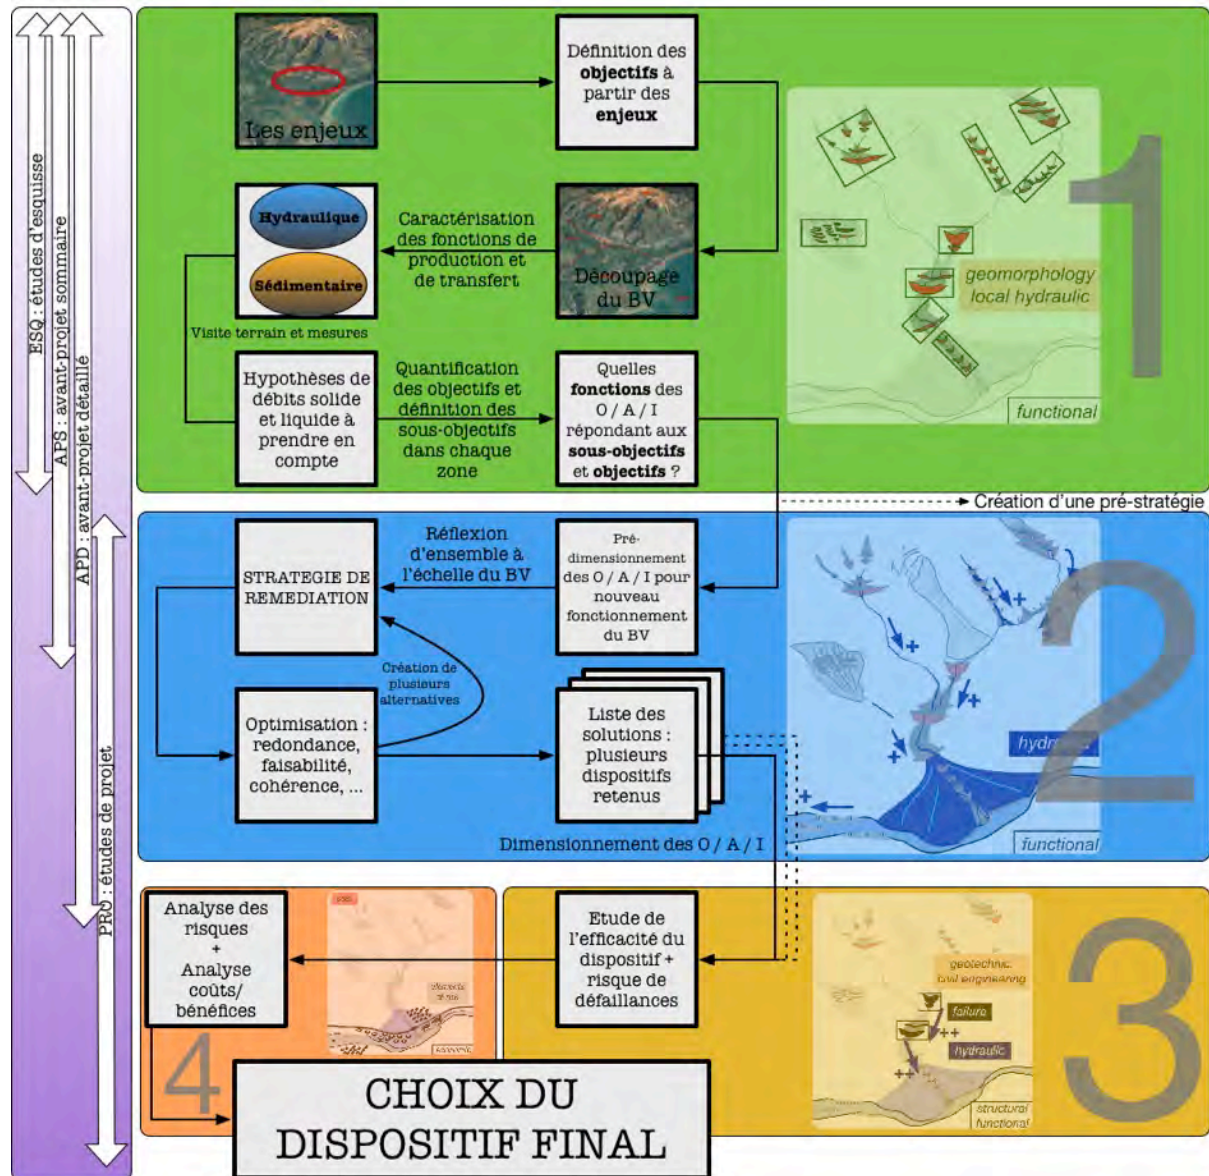 ESQ : études d'esquisse
APS : avant-projet sommaire
APD : avant-projet détaillé
PRO : études de projet
Les enjeux
Définition des
objectifs à
partir des
enjeux
1
Hydraulique
Sédimentaire
Caractérisation
des fonctions de
production et
de transfert
Découpage
du BV
geomorphology
local hydraulic
functional
Visite terrain et mesures
Hypothèses de
débits solide
et liquide à
prendre en
compte
Quantification
des objectifs et
définition des
sous-objectifs
dans chaque
zone
Quelles
fonctions des
O / A / I
répondant aux
sous-objectifs
et objectifs ?
Création d'une pré-stratégie
STRATEGIE DE
REMEDIATION
Réflexion
d'ensemble à
l'échelle du BV
Pré-
dimensionnement
des O / A / I pour
nouveau
fonctionnement
du BV
2
Création de
plusieurs
alternatives
Optimisation :
redondance,
faisabilité,
cohérence, ...
Liste des
solutions :
plusieurs
dispositifs
retenus
+
+
+
+
+
+
functional
Dimensionnement des O / A / I
Analyse des
risques
+
Analyse
coûts/
bénéfices
4
Etude de
l'efficacité du
dispositif +
risque de
défaillances
geotechnic
civil engineering
failure
++
hydraulic
++
structural
functional
3
CHOIX DU
DISPOSITIF FINAL